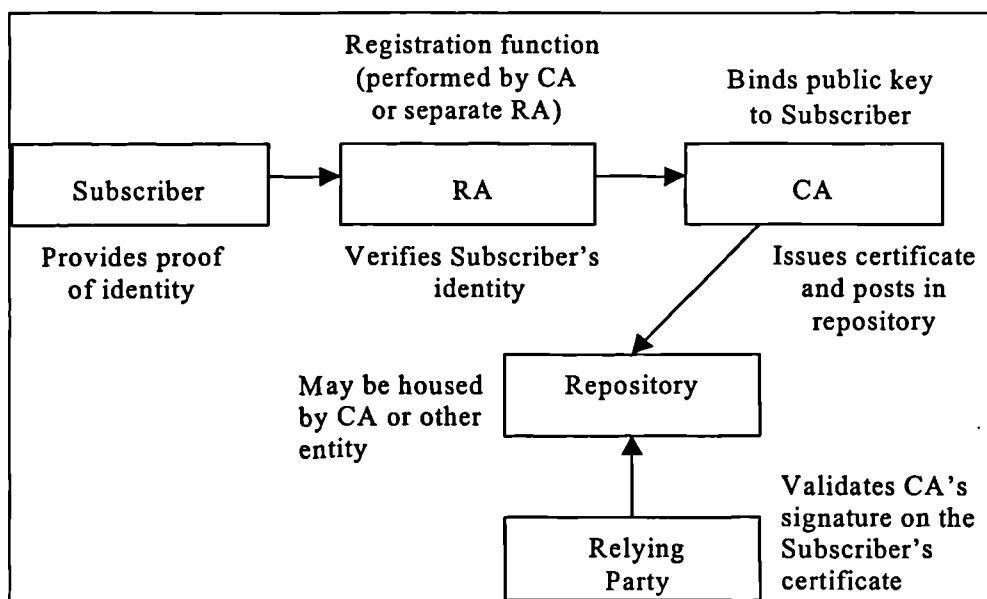 Registration function
(performed by CA
or separate RA)
Binds public key
to Subscriber
Subscriber
RA
CA
Provides proof
of identity
Verifies Subscriber's
identity
Issues certificate
and posts in
repository
May be housed
by CA or other
entity
Repository
Validates CA's
signature on the
Subscriber's
certificate
Relying
Party